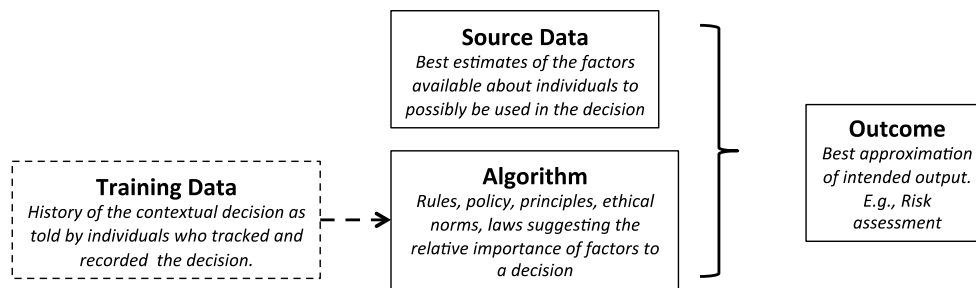 Source Data
Best estimates of the factors
available about individuals to
possibly be used in the decision
Training Data
History of the contextual decision as
told by individuals who tracked and
recorded the decision.
Algorithm
Rules, policy, principles, ethical
norms, laws suggesting the
relative importance of factors to
a decision
Outcome
Best approximation
of intended output.
E.g., Risk
assessment